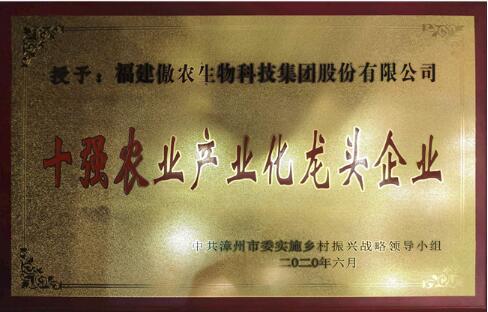 授予：福建傲农生物科技集团股份有限公司
十强农业产业化龙头企业
中共漳州市委实施乡村振兴战略领导小组
二〇二〇年六月